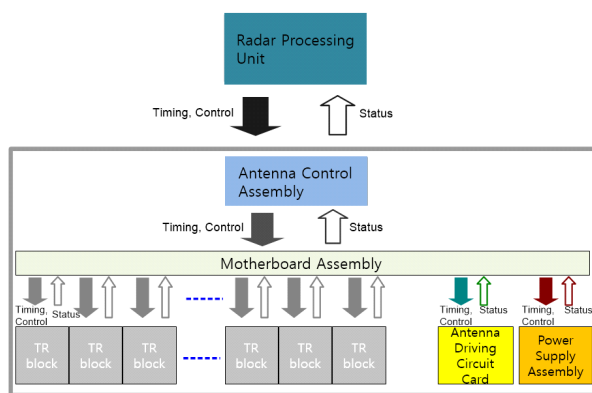 Radar Processing
Unit
Timing, Control
Status
Antenna Control
Assembly
Timing, Control
Status
Motherboard Assembly
Timing,
Control
Status
Timing,
Control
Status
Timing,
Control
Status
TR
block
TR
block
TR
block
TR
block
TR
block
TR
block
Antenna
Driving
Circuit
Card
Power
Supply
Assembly